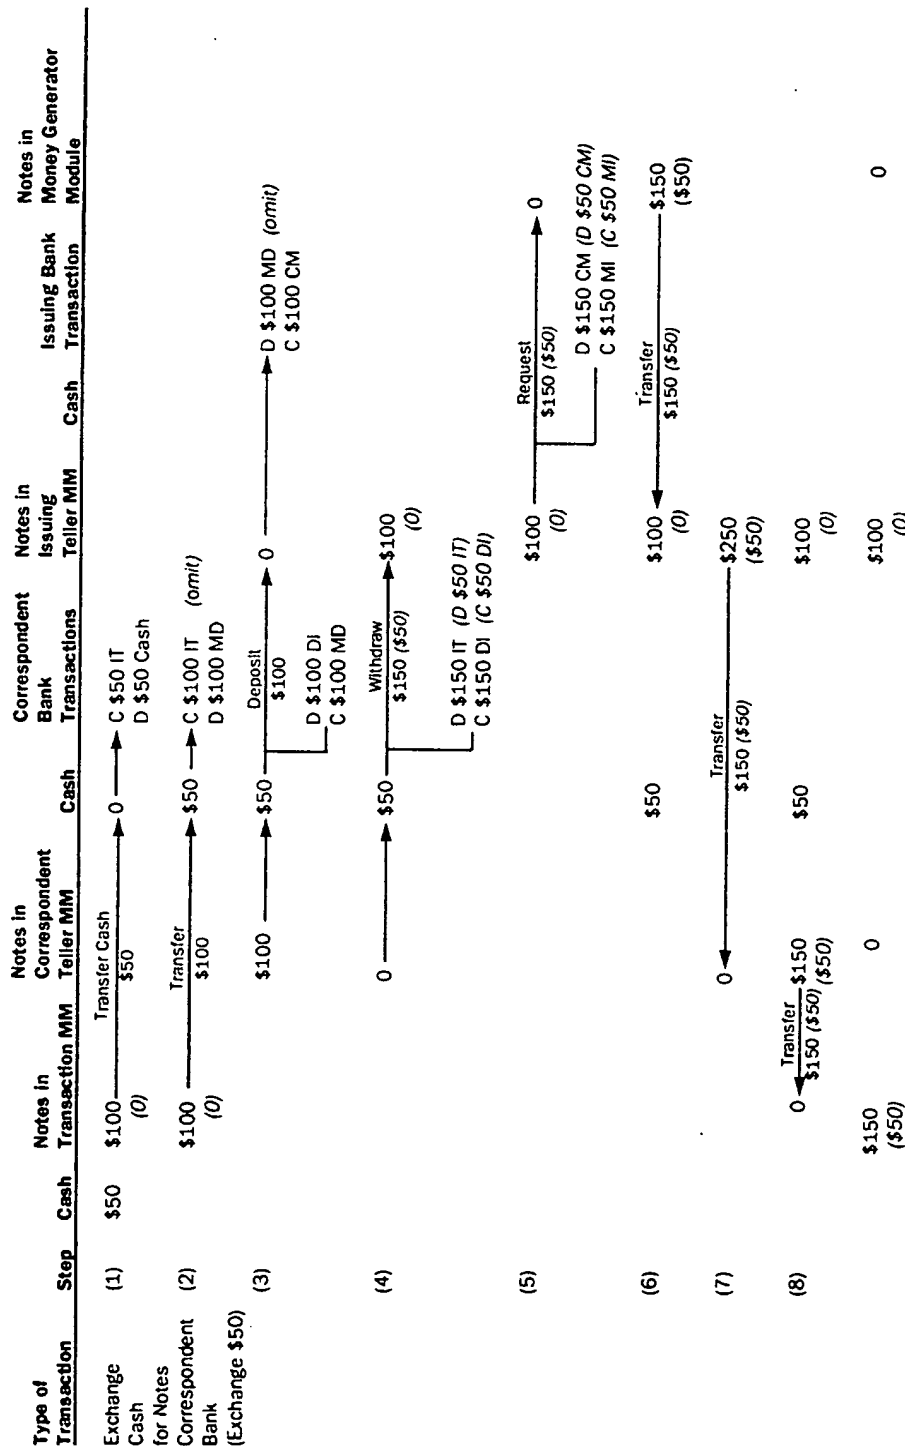 Type of Transaction
Step
Cash
Notes in Transaction MM
Notes in Correspondent Teller MM
Cash
Correspondent Bank Transactions
Notes in Issuing Teller MM
Cash
Issuing Bank Transaction
Notes in Money Generator Module
Exchange Cash for Notes Correspondent Bank (Exchange $50)
(1)
$50
$100
(0)
Transfer Cash
$50
0
C $50 IT
D $50 Cash
(2)
$100
(0)
Transfer
$100
$50
C $100 IT (omit)
D $100 MD
(3)
$100
$50
Deposit
$100
D $100 DI
C $100 MD
0
D $100 MD (omit)
C $100 CM
(4)
0
$50
Withdraw
$150 ($50)
D $150 IT (D $50 IT)
C $150 DI (C $50 DI)
$100
(0)
(5)
$100
(0)
Request
$150 ($50)
D $150 CM (D $50 CM)
C $150 MI (C $50 MI)
0
(6)
$50
$100
(0)
Transfer
$150 ($50)
$150
($50)
(7)
0
Transfer
$150 ($50)
$250
($50)
(8)
0
Transfer
$150 ($50)
$150
($50)
$50
$100
(0)
$150
($50)
0
$100
(0)
0